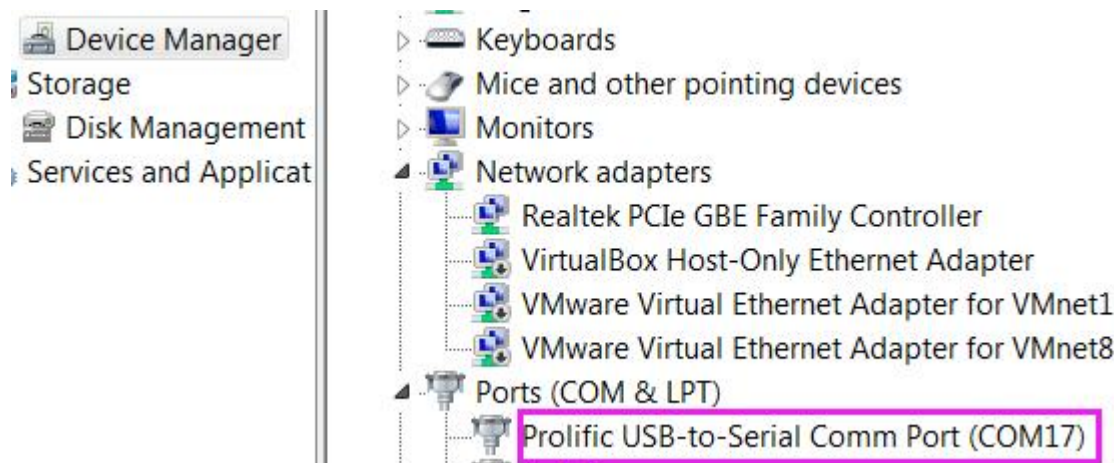 Device Manager
Storage
Disk Management
Services and Applicat
Keyboards
Mice and other pointing devices
Monitors
Network adapters
Realtek PCIe GBE Family Controller
VirtualBox Host-Only Ethernet Adapter
VMware Virtual Ethernet Adapter for VMnet1
VMware Virtual Ethernet Adapter for VMnet8
Ports (COM & LPT)
Prolific USB-to-Serial Comm Port (COM17)